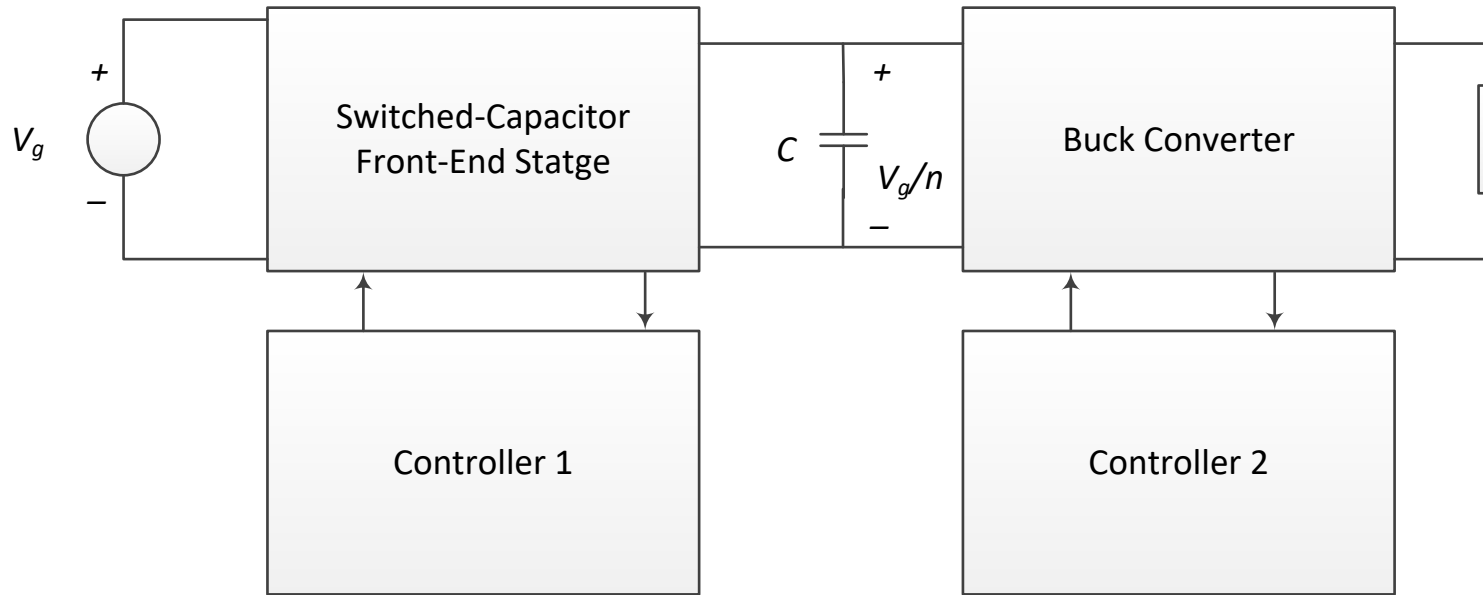 +
V_g
–
Switched-Capacitor
Front-End Statge
C
+
V_g/n
–
Buck Converter
Controller 1
Controller 2